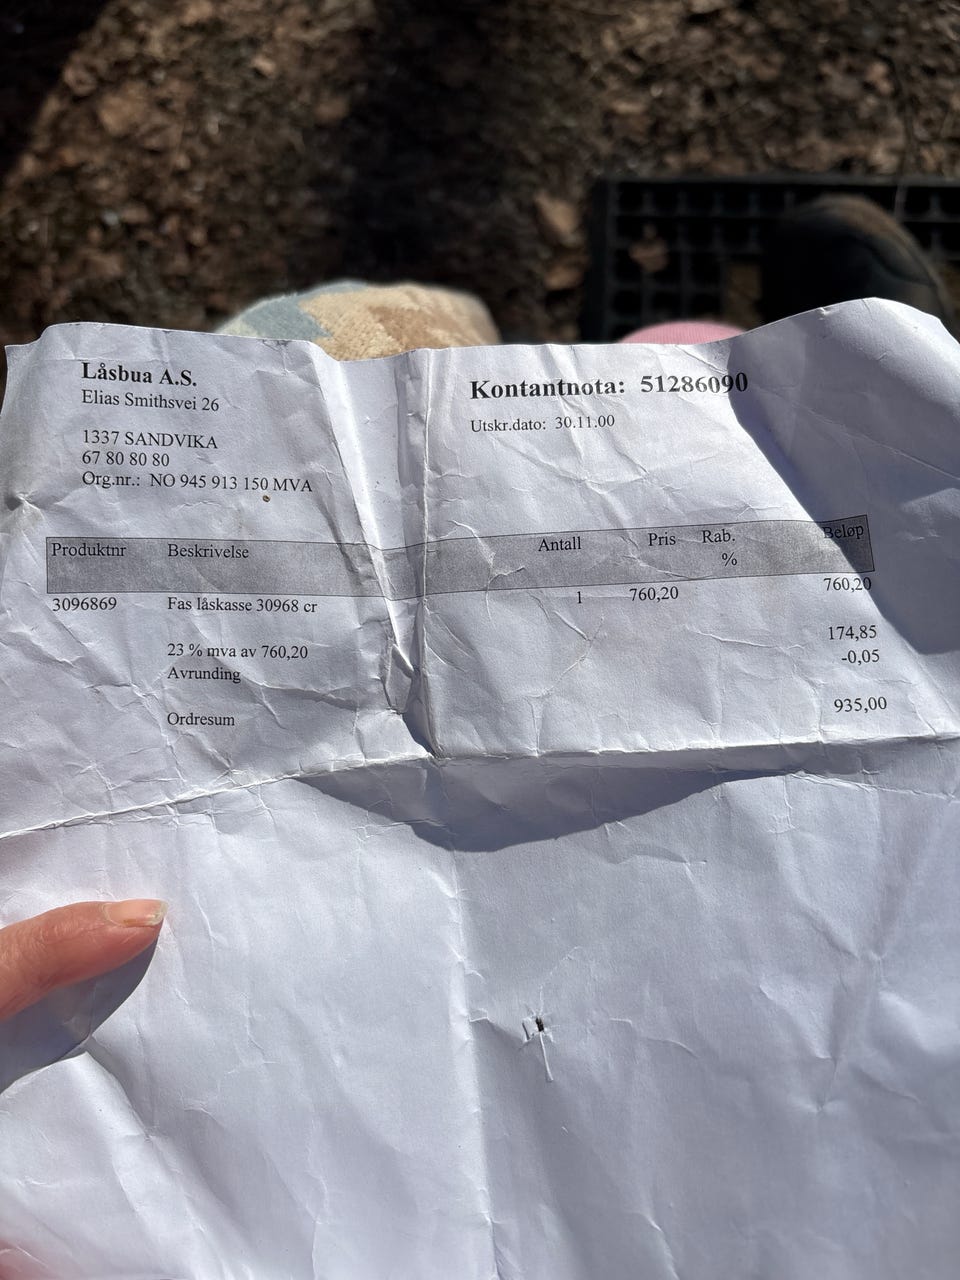 Låsbua A.S.
Elias Smithsvei 26
1337 SANDVIKA
67 80 80 80
Org.nr.: NO 945 913 150 MVA
Kontantnota: 51286090
Utskr.dato: 30.11.00
Produktnr Beskrivelse Antall Pris Rab. % Beløp
3096869 Fas låskasse 30968 cr 1 760,20 760,20
23 % mva av 760,20 174,85
Avrunding -0,05
Ordresum 935,00